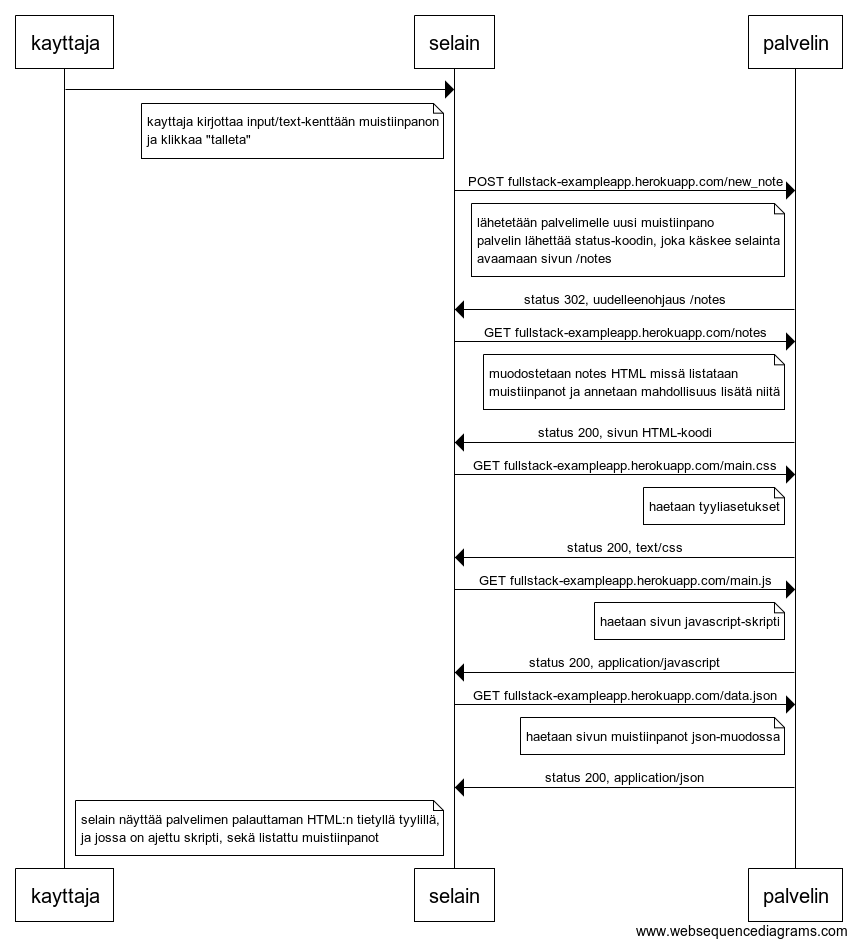 kayttaja
selain
palvelin
kayttaja kirjottaa input/text-kenttään muistiinpanon
ja klikkaa "talleta"
POST fullstack-exampleapp.herokuapp.com/new_note
lähetetään palvelimelle uusi muistiinpano
palvelin lähettää status-koodin, joka käskee selainta
avaamaan sivun /notes
status 302, uudelleenohjaus /notes
GET fullstack-exampleapp.herokuapp.com/notes
muodostetaan notes HTML missä listataan
muistiinpanot ja annetaan mahdollisuus lisätä niitä
status 200, sivun HTML-koodi
GET fullstack-exampleapp.herokuapp.com/main.css
haetaan tyyliasetukset
status 200, text/css
GET fullstack-exampleapp.herokuapp.com/main.js
haetaan sivun javascript-skripti
status 200, application/javascript
GET fullstack-exampleapp.herokuapp.com/data.json
haetaan sivun muistiinpanot json-muodossa
status 200, application/json
selain näyttää palvelimen palauttaman HTML:n tietyllä tyylillä,
ja jossa on ajettu skripti, sekä listattu muistiinpanot
kayttaja
selain
palvelin
www.websequencediagrams.com